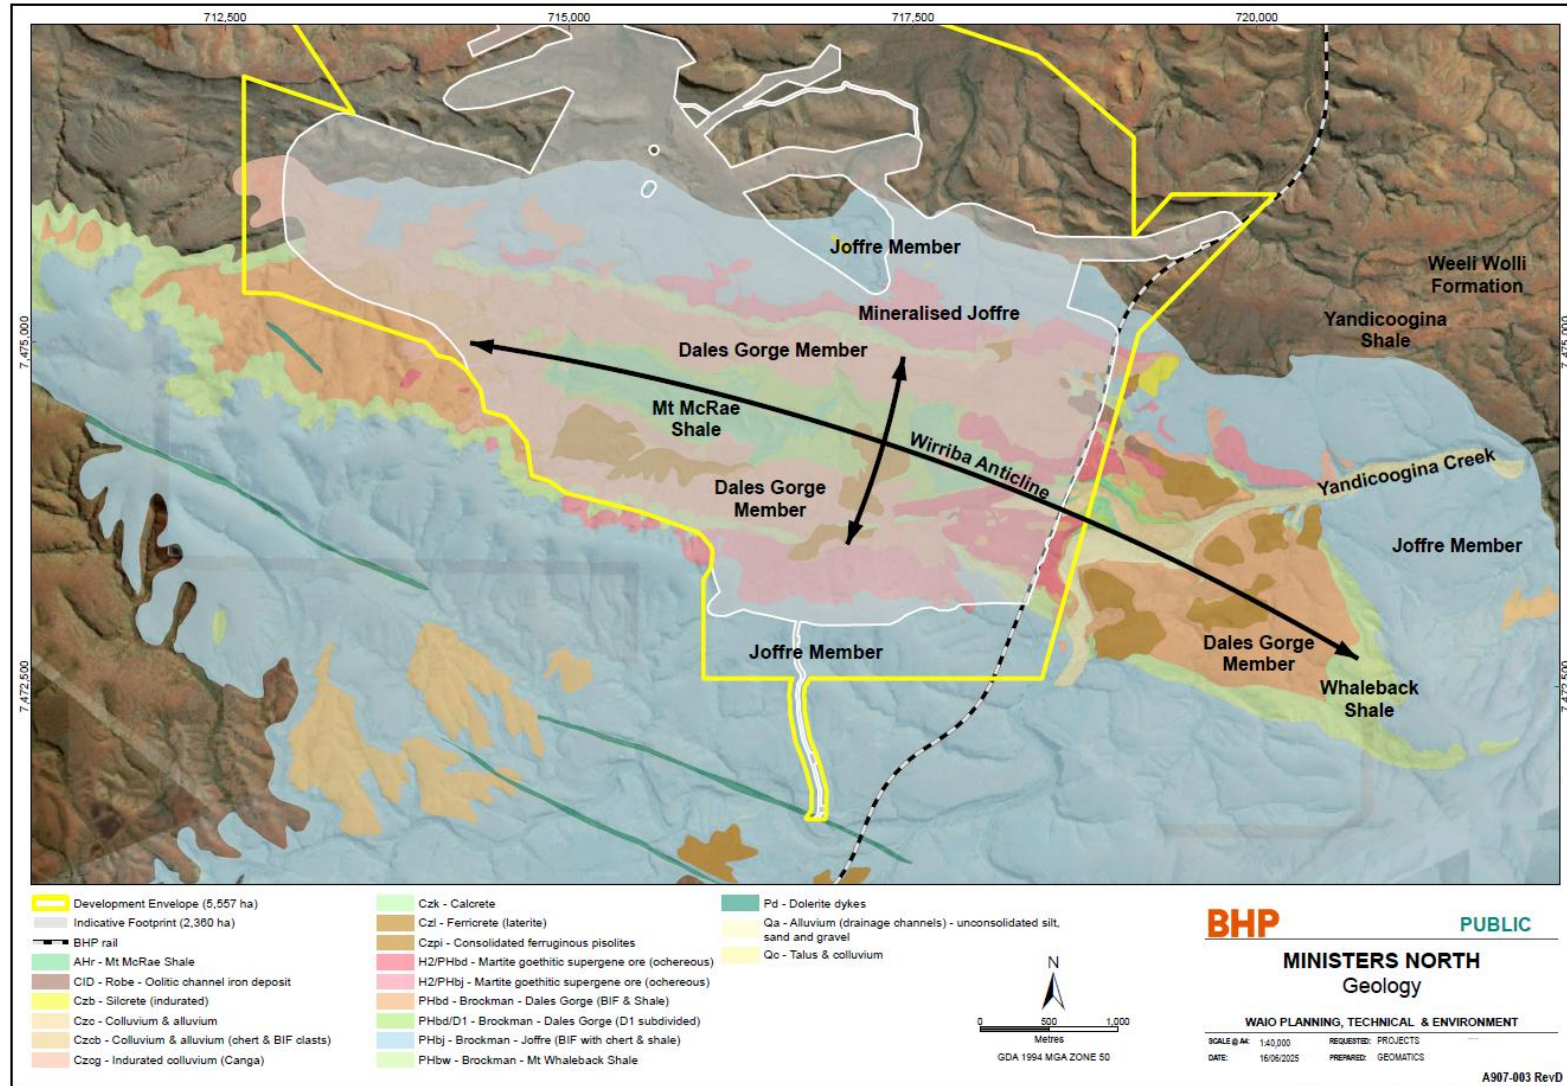 712,500
715,000
717,500
720,000
7,475,000
7,475,000
7,472,500
7,472,500
Joffre Member
Mineralised Joffre
Dales Gorge Member
Mt McRae
Shale
Wirriba Anticline
Dales Gorge
Member
Joffre Member
Weeli Wolli
Formation
Yandicoogina
Shale
Yandicoogina Creek
Joffre Member
Dales Gorge
Member
Whaleback
Shale
Development Envelope (5,557 ha)
Indicative Footprint (2,360 ha)
BHP rail
AHr - Mt McRae Shale
CID - Robe - Oolitic channel iron deposit
Czb - Silcrete (indurated)
Czc - Colluvium & alluvium
Czcb - Colluvium & alluvium (chert & BIF clasts)
Czcg - Indurated colluvium (Canga)
Czk - Calcrete
Czl - Ferricrete (laterite)
Czpi - Consolidated ferruginous pisolites
H2/PHbd - Martite goethitic supergene ore (ochereous)
H2/PHbj - Martite goethitic supergene ore (ochereous)
PHbd - Brockman - Dales Gorge (BIF & Shale)
PHbd/D1 - Brockman - Dales Gorge (D1 subdivided)
PHbj - Brockman - Joffre (BIF with chert & shale)
PHbw - Brockman - Mt Whaleback Shale
Pd - Dolerite dykes
Qa - Alluvium (drainage channels) - unconsolidated silt,
sand and gravel
Qc - Talus & colluvium
N
0 500 1,000
Metres
GDA 1994 MGA ZONE 50
BHP
PUBLIC
MINISTERS NORTH
Geology
WAIO PLANNING, TECHNICAL & ENVIRONMENT
SCALE @ A4: 1:40,000 REQUESTED: PROJECTS
DATE: 16/06/2025 PREPARED: GEOMATICS
A907-003 RevD